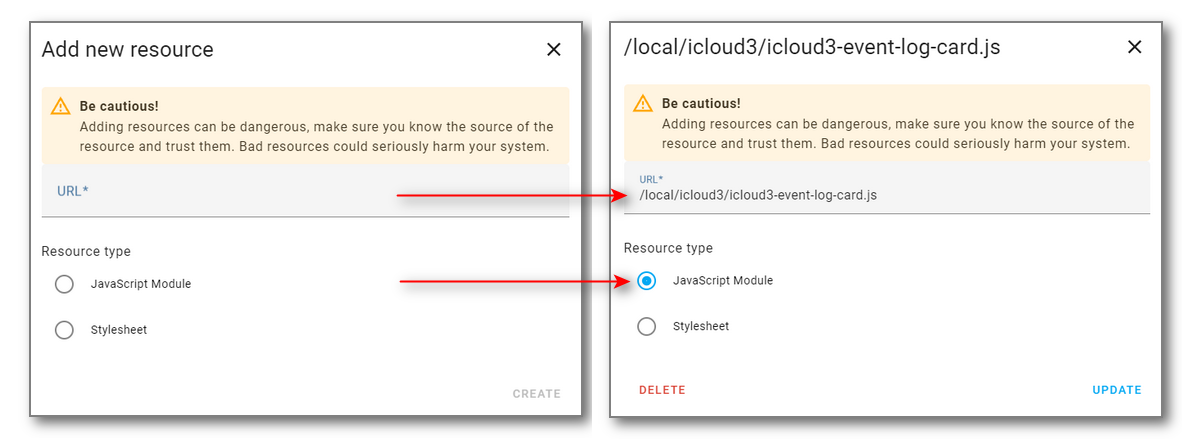 Add new resource
Be cautious!
Adding resources can be dangerous, make sure you know the source of the
resource and trust them. Bad resources could seriously harm your system.
URL*
Resource type
JavaScript Module
Stylesheet
CREATE
/local/icloud3/icloud3-event-log-card.js
Be cautious!
Adding resources can be dangerous, make sure you know the source of the
resource and trust them. Bad resources could seriously harm your system.
URL*
/local/icloud3/icloud3-event-log-card.js
Resource type
JavaScript Module
Stylesheet
DELETE
UPDATE